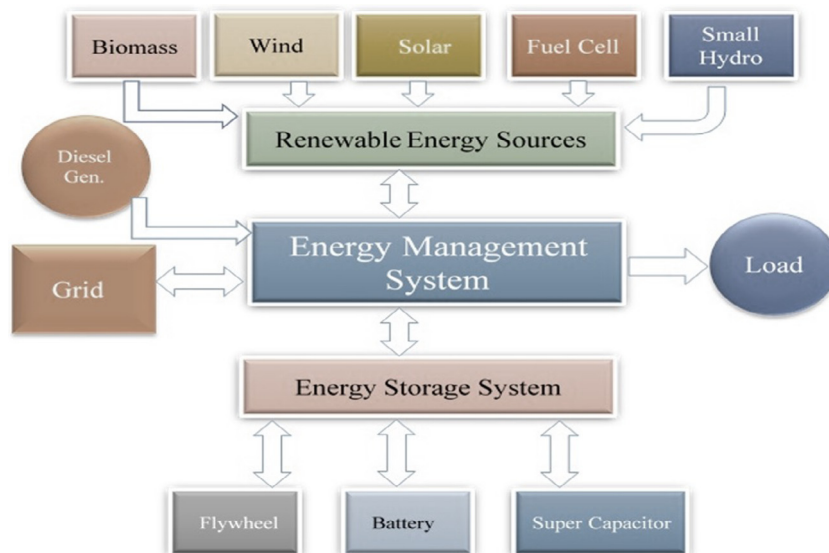 Biomass
Wind
Solar
Fuel Cell
Small
Hydro
Renewable Energy Sources
Diesel
Gen.
Energy Management
System
Grid
Load
Energy Storage System
Flywheel
Battery
Super Capacitor